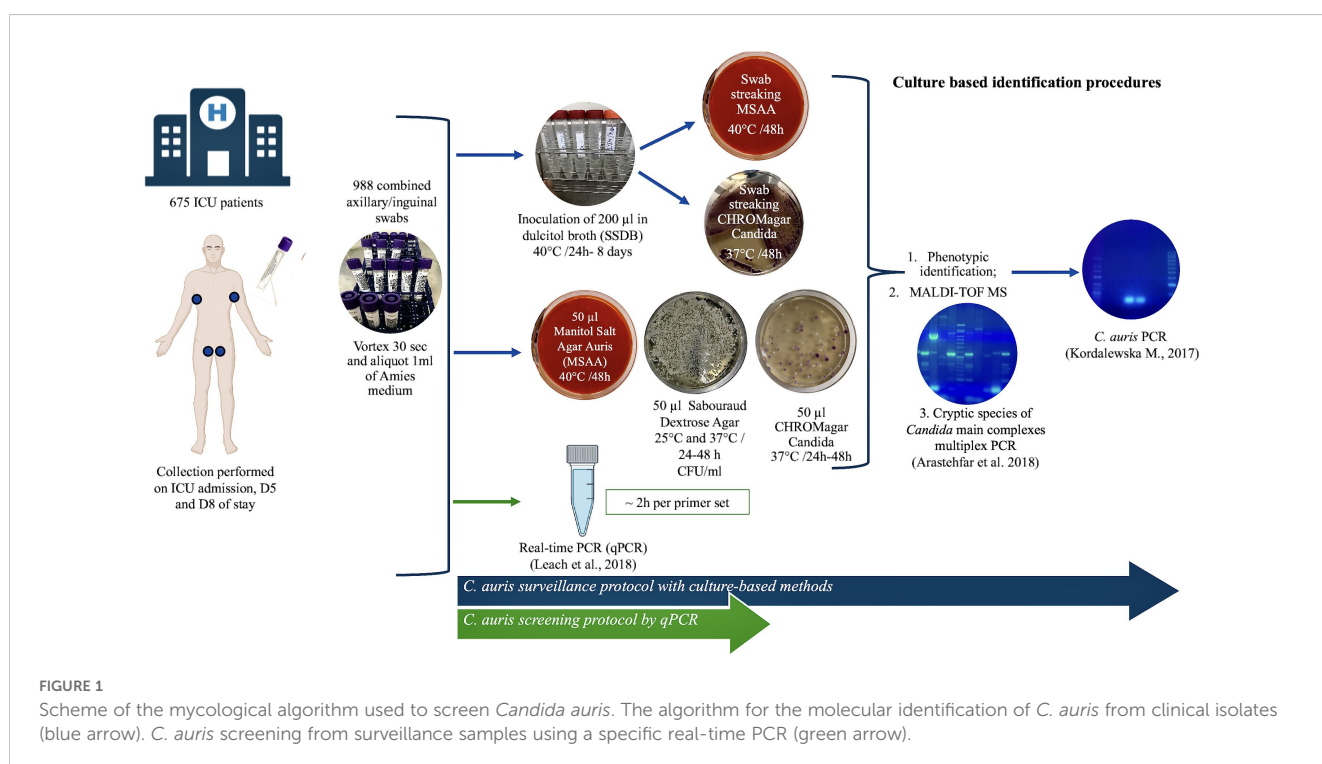 H
675 ICU patients
Collection performed
on ICU admission, D5
and D8 of stay
988 combined
axillary/inguinal
swabs
Vortex 30 sec
and aliquot 1ml
of Amies
medium
Inoculation of 200 µl in
dulcitol broth (SSDB)
40°C /24h- 8 days
Swab
streaking
MSAA
40°C /48h
Swab
streaking
CHROMagar
Candida
37°C /48h
50 µl
Manitol Salt
Agar Auris
(MSAA)
40°C /48h
50 µl Sabouraud
Dextrose Agar
25°C and 37°C /
24-48 h
CFU/ml
50 µl
CHROMagar
Candida
37°C /24h-48h
~ 2h per primer set
Real-time PCR (qPCR)
(Leach et al., 2018)
Culture based identification procedures
1. Phenotypic
identification;
2. MALDI-TOF MS
3. Cryptic species of
Candida main complexes
multiplex PCR
(Arastehfar et al. 2018)
C. auris PCR
(Kordalewska M., 2017)
C. auris surveillance protocol with culture-based methods
C. auris screening protocol by qPCR
FIGURE 1
Scheme of the mycological algorithm used to screen Candida auris. The algorithm for the molecular identification of C. auris from clinical isolates
(blue arrow). C. auris screening from surveillance samples using a specific real-time PCR (green arrow).